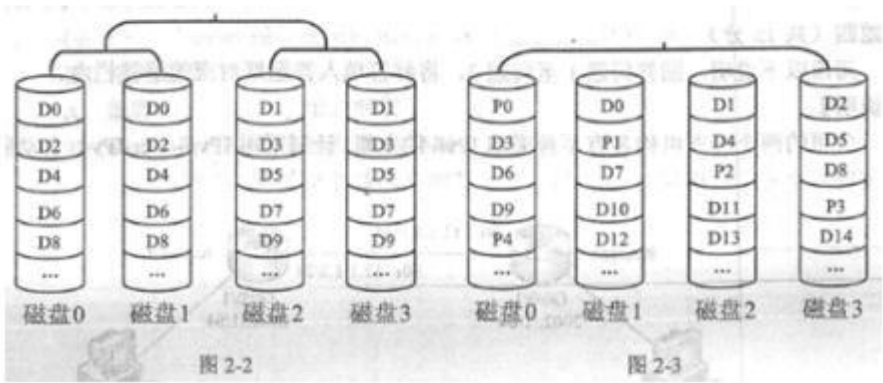 D0 D0 D1 D1 P0 D0 D1 D2
D2 D2 D3 D3 D3 P1 D4 D5
D4 D4 D5 D5 D6 D7 P2 D8
D6 D6 D7 D7 D9 D10 D11 P3
D8 D8 D9 D9 P4 D12 D13 D14
... ... ... ... ... ... ... ...
磁盘0 磁盘1 磁盘2 磁盘3 磁盘0 磁盘1 磁盘2 磁盘3
图 2-2 图 2-3